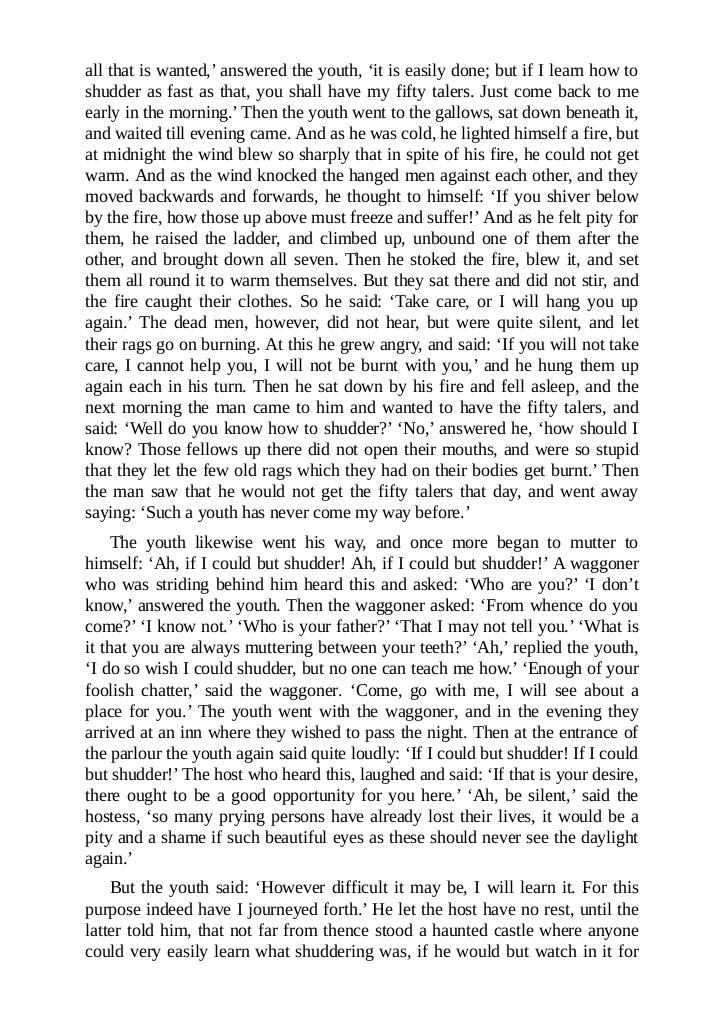 all that is wanted,’ answered the youth, ‘it is easily done; but if I learn how to
shudder as fast as that, you shall have my fifty talers. Just come back to me
early in the morning.’ Then the youth went to the gallows, sat down beneath it,
and waited till evening came. And as he was cold, he lighted himself a fire, but
at midnight the wind blew so sharply that in spite of his fire, he could not get
warm. And as the wind knocked the hanged men against each other, and they
moved backwards and forwards, he thought to himself: ‘If you shiver below
by the fire, how those up above must freeze and suffer!’ And as he felt pity for
them, he raised the ladder, and climbed up, unbound one of them after the
other, and brought down all seven. Then he stoked the fire, blew it, and set
them all round it to warm themselves. But they sat there and did not stir, and
the fire caught their clothes. So he said: ‘Take care, or I will hang you up
again.’ The dead men, however, did not hear, but were quite silent, and let
their rags go on burning. At this he grew angry, and said: ‘If you will not take
care, I cannot help you, I will not be burnt with you,’ and he hung them up
again each in his turn. Then he sat down by his fire and fell asleep, and the
next morning the man came to him and wanted to have the fifty talers, and
said: ‘Well do you know how to shudder?’ ‘No,’ answered he, ‘how should I
know? Those fellows up there did not open their mouths, and were so stupid
that they let the few old rags which they had on their bodies get burnt.’ Then
the man saw that he would not get the fifty talers that day, and went away
saying: ‘Such a youth has never come my way before.’
The youth likewise went his way, and once more began to mutter to
himself: ‘Ah, if I could but shudder! Ah, if I could but shudder!’ A waggoner
who was striding behind him heard this and asked: ‘Who are you?’ ‘I don’t
know,’ answered the youth. Then the waggoner asked: ‘From whence do you
come?’ ‘I know not.’ ‘Who is your father?’ ‘That I may not tell you.’ ‘What is
it that you are always muttering between your teeth?’ ‘Ah,’ replied the youth,
‘I do so wish I could shudder, but no one can teach me how.’ ‘Enough of your
foolish chatter,’ said the waggoner. ‘Come, go with me, I will see about a
place for you.’ The youth went with the waggoner, and in the evening they
arrived at an inn where they wished to pass the night. Then at the entrance of
the parlour the youth again said quite loudly: ‘If I could but shudder! If I could
but shudder!’ The host who heard this, laughed and said: ‘If that is your desire,
there ought to be a good opportunity for you here.’ ‘Ah, be silent,’ said the
hostess, ‘so many prying persons have already lost their lives, it would be a
pity and a shame if such beautiful eyes as these should never see the daylight
again.’
But the youth said: ‘However difficult it may be, I will learn it. For this
purpose indeed have I journeyed forth.’ He let the host have no rest, until the
latter told him, that not far from thence stood a haunted castle where anyone
could very easily learn what shuddering was, if he would but watch in it for